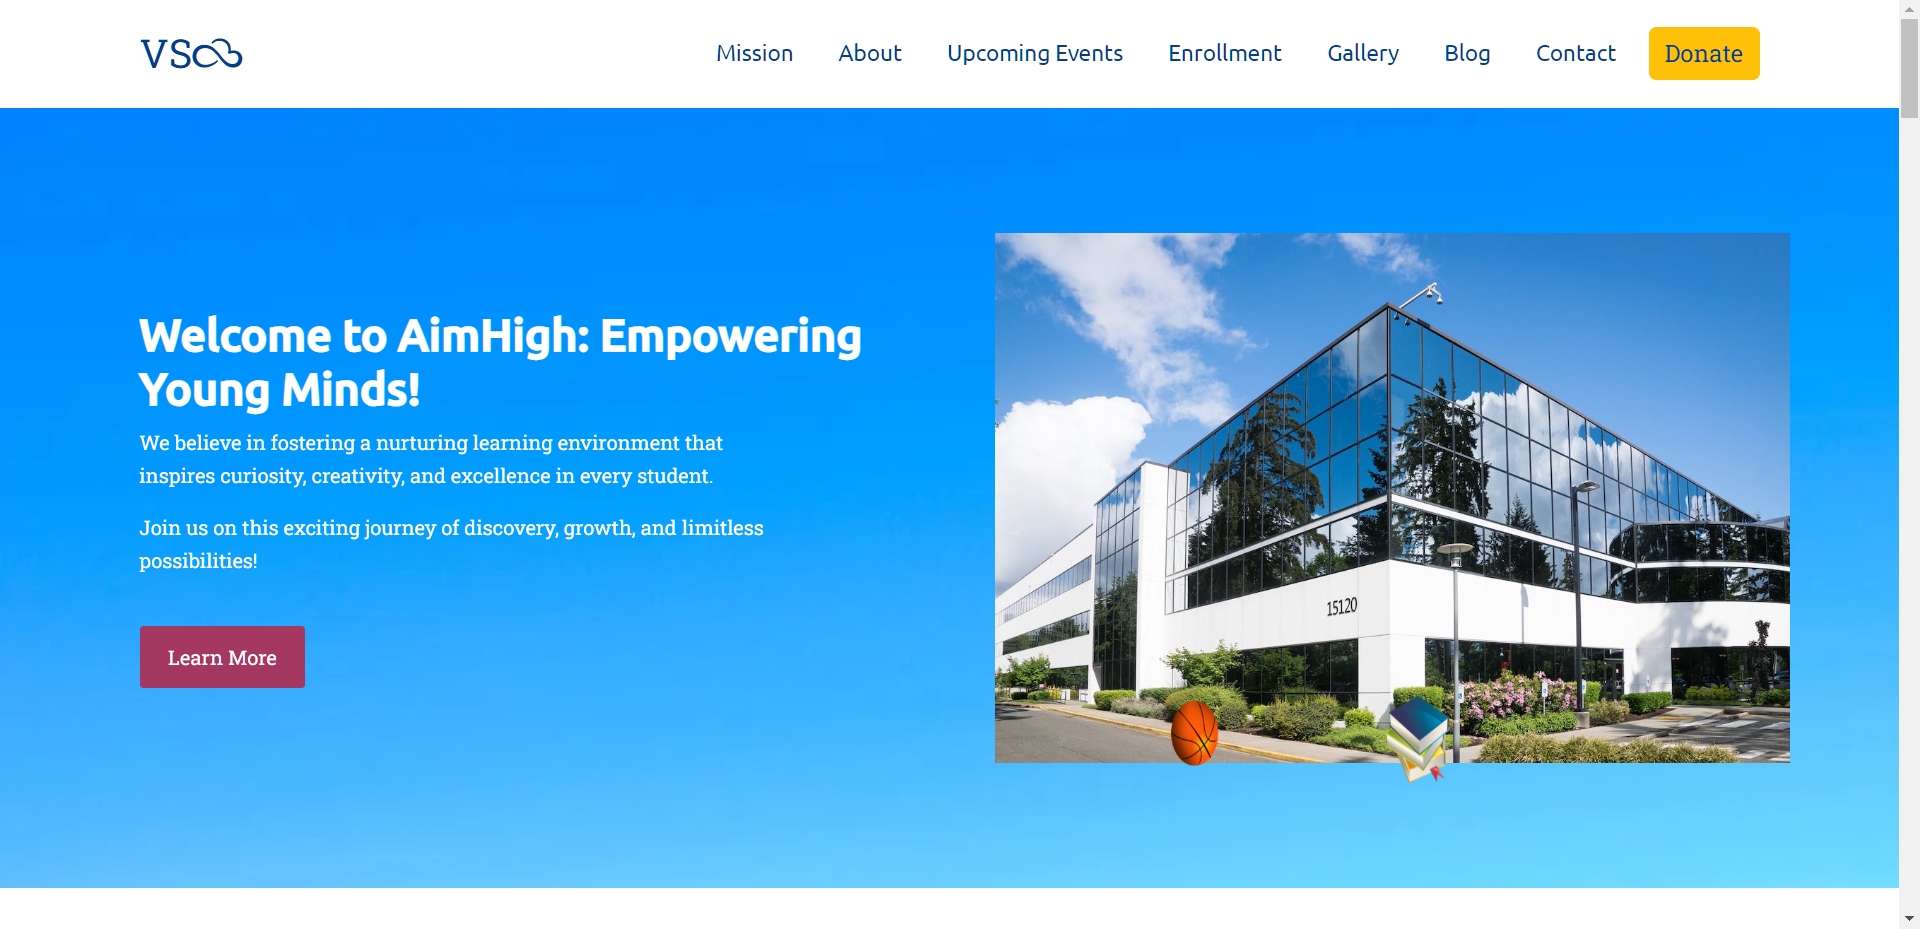 VS
Mission About Upcoming Events Enrollment Gallery Blog Contact Donate
Welcome to AimHigh: Empowering
Young Minds!
We believe in fostering a nurturing learning environment that
inspires curiosity, creativity, and excellence in every student.
Join us on this exciting journey of discovery, growth, and limitless
possibilities!
Learn More
15120